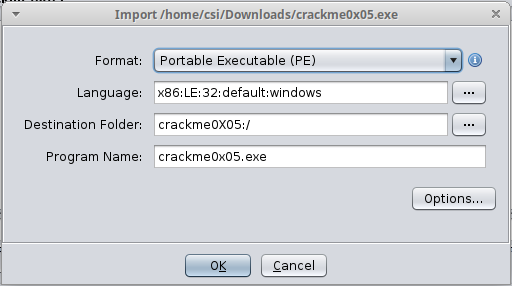 Import /home/csi/Downloads/crackme0x05.exe
Format: Portable Executable (PE)
Language: x86:LE:32:default:windows ...
Destination Folder: crackme0X05:/ ...
Program Name: crackme0x05.exe
Options...
OK Cancel